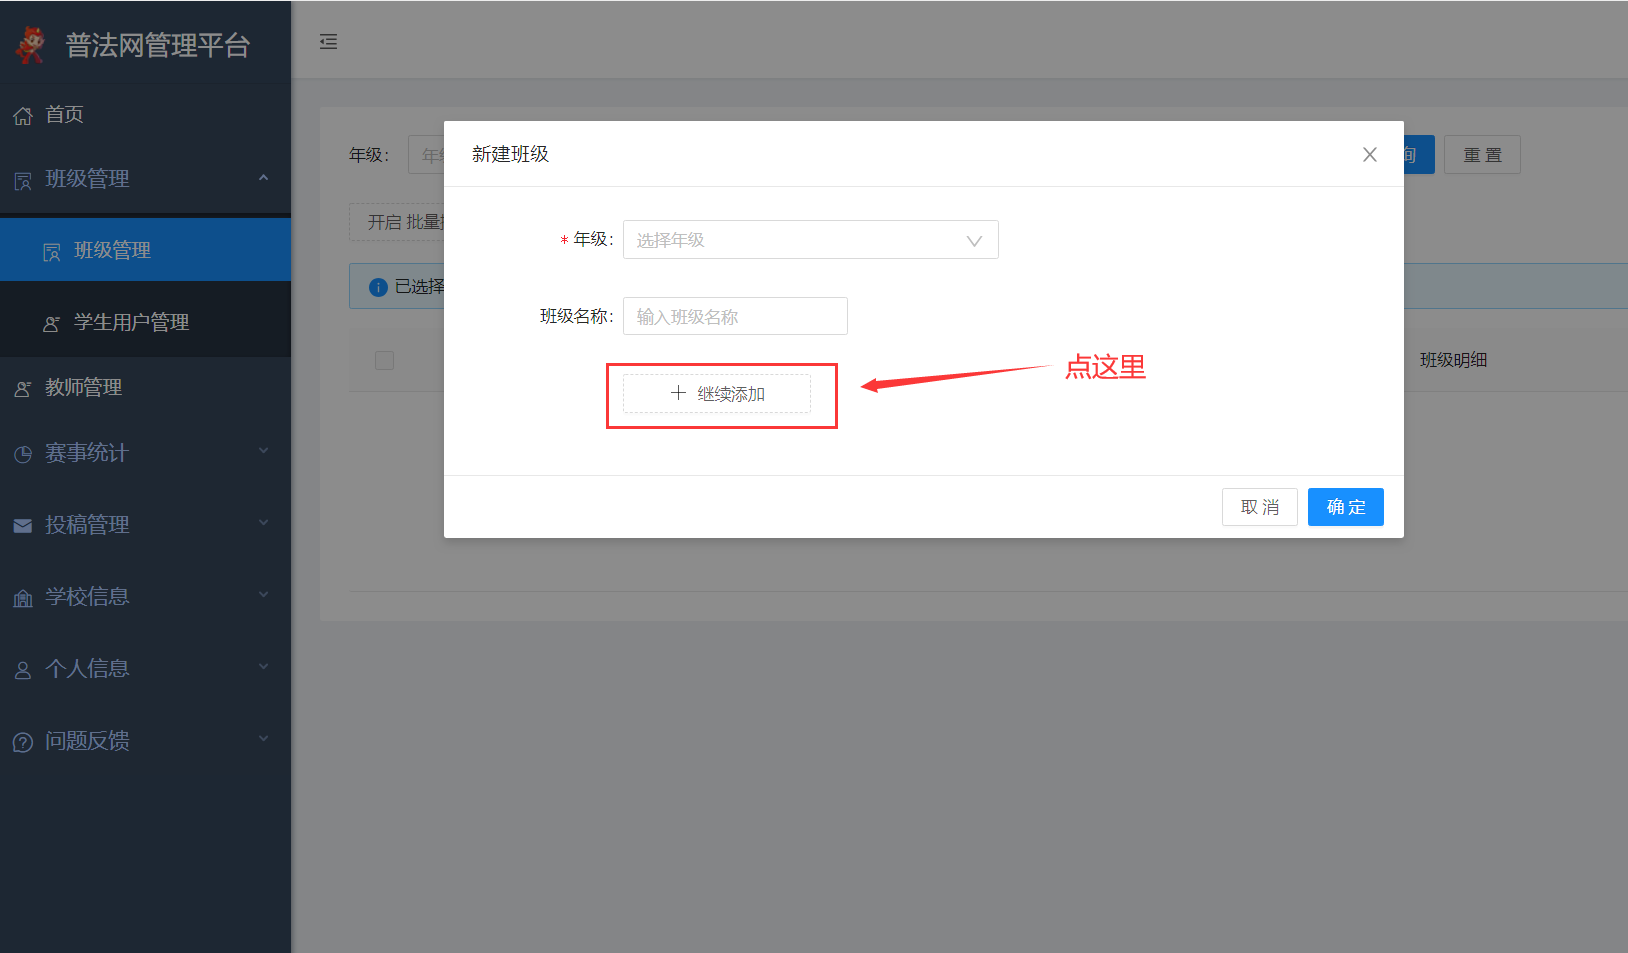 普法网管理平台
首页
班级管理
班级管理
学生用户管理
教师管理
赛事统计
投稿管理
学校信息
个人信息
问题反馈
年级：
重 置
开启 批量
已选择
班级明细
新建班级
* 年级：
选择年级
班级名称：
输入班级名称
继续添加
点这里
取 消
确 定